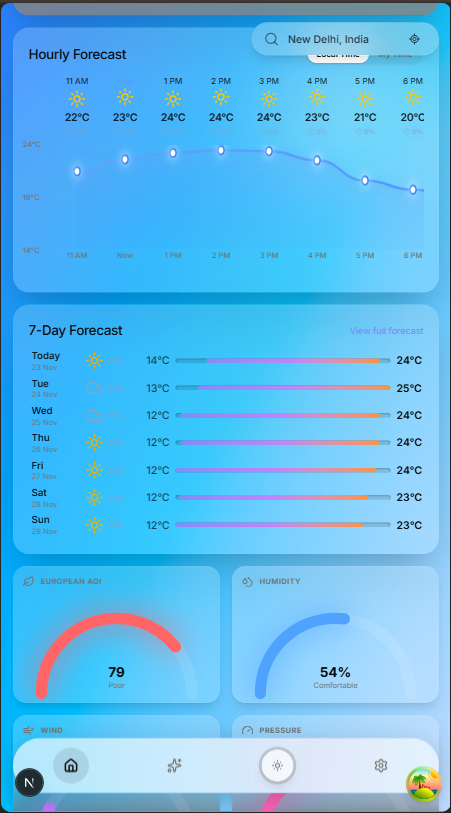 New Delhi, India
Hourly Forecast
11 AM 1 PM 2 PM 3 PM 4 PM 5 PM 6 PM
22°C 23°C 24°C 24°C 24°C 23°C 21°C 20°C
24°C
19°C
14°C
11 AM Now 1 PM 2 PM 3 PM 4 PM 5 PM 6 PM
7-Day Forecast View full forecast
Today 14°C 24°C
23 Nov
Tue 13°C 25°C
24 Nov
Wed 12°C 24°C
25 Nov
Thu 12°C 24°C
26 Nov
Fri 12°C 24°C
27 Nov
Sat 12°C 23°C
28 Nov
Sun 12°C 23°C
29 Nov
EUROPEAN AQI HUMIDITY
79 54%
Poor Comfortable
WIND PRESSURE
N